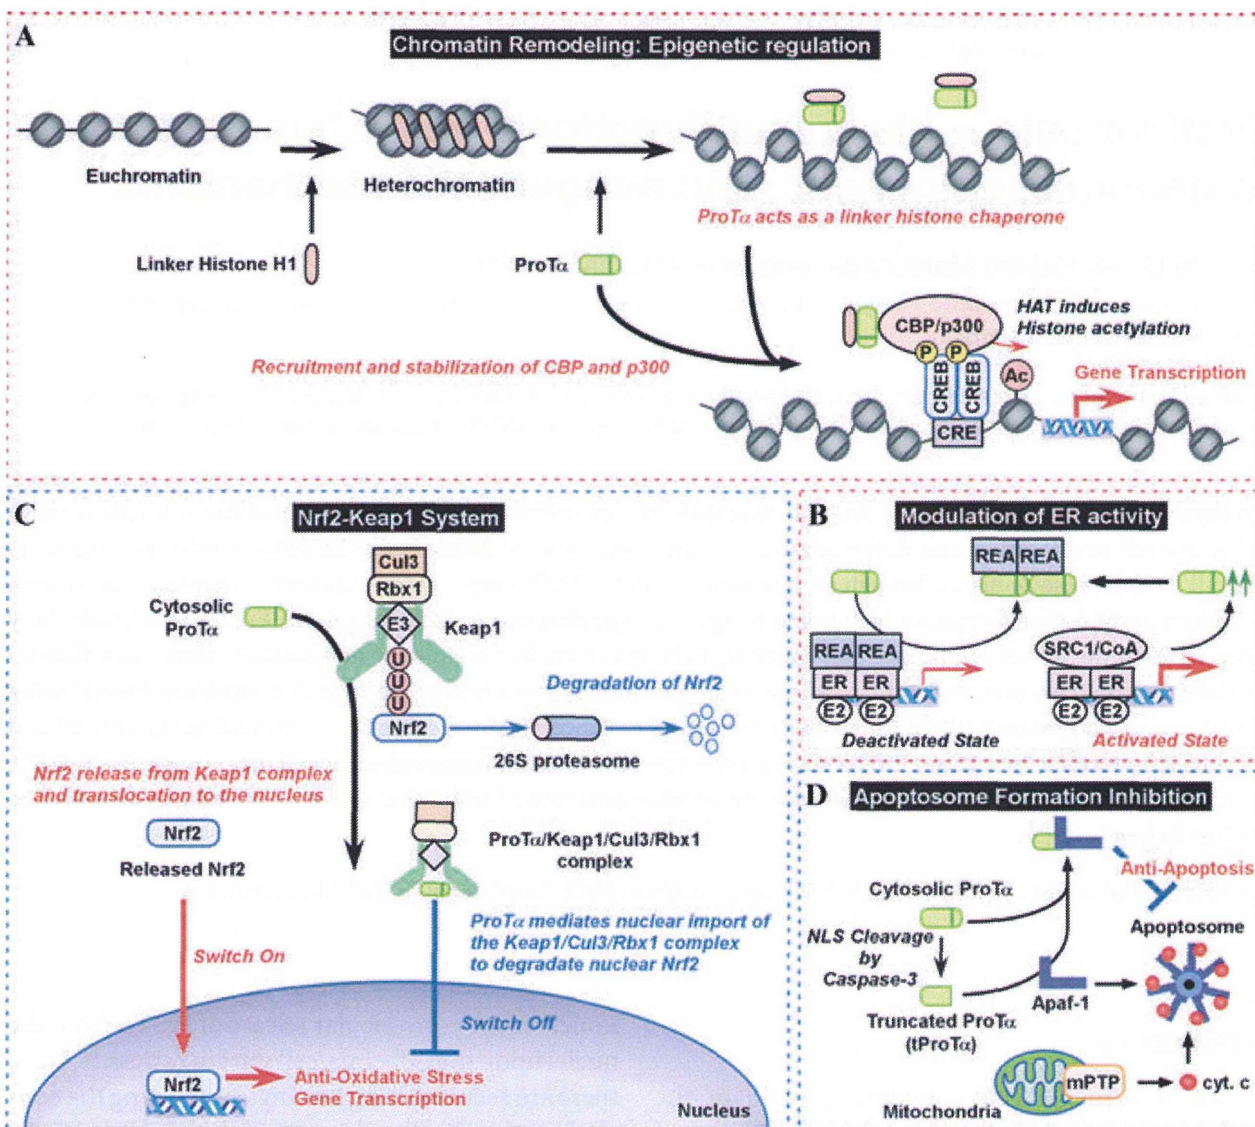 A
Chromatin Remodeling: Epigenetic regulation
Euchromatin
Heterochromatin
ProTα acts as a linker histone chaperone
Linker Histone H1
ProTα
CBP/p300
HAT induces
Histone acetylation
P P
Recruitment and stabilization of CBP and p300
CREB
CREB
Ac
Gene Transcription
CRE
C
Nrf2-Keap1 System
Cul3
Rbx1
Cytosolic
ProTα
E3
Keap1
U
U
U
Degradation of Nrf2
Nrf2
26S proteasome
Nrf2 release from Keap1 complex
and translocation to the nucleus
Nrf2
Released Nrf2
ProTα/Keap1/Cul3/Rbx1
complex
ProTα mediates nuclear import of
the Keap1/Cul3/Rbx1 complex
to degradate nuclear Nrf2
Switch On
Switch Off
Nrf2
Anti-Oxidative Stress
Gene Transcription
Nucleus
B
Modulation of ER activity
REA REA
REA REA
SRC1/CoA
ER ER
ER ER
E2 E2
E2 E2
Deactivated State
Activated State
D
Apoptosome Formation Inhibition
Anti-Apoptosis
Cytosolic ProTα
NLS Cleavage
by
Caspase-3
Apoptosome
Apaf-1
Truncated ProTα
(tProTα)
mPTP
cyt. c
Mitochondria